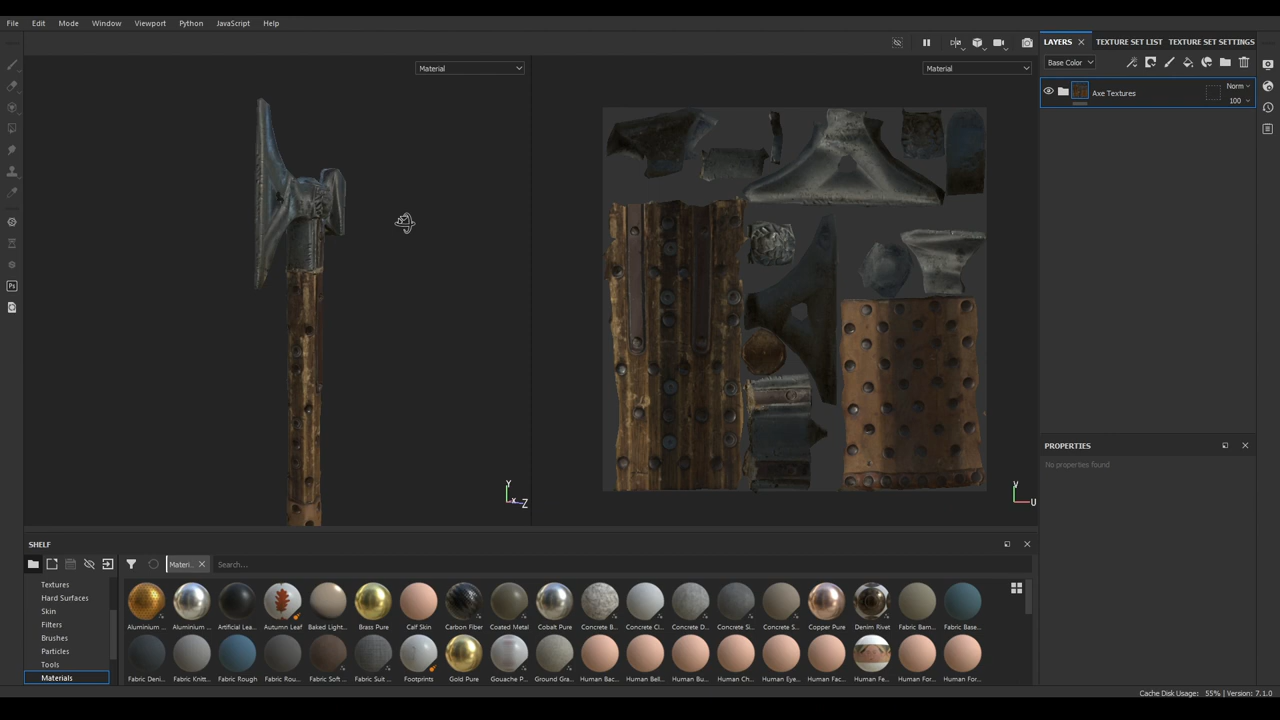 File Edit Mode Window Viewport Python JavaScript Help
LAYERS TEXTURE SET LIST TEXTURE SET SETTINGS
Material
Material
Base Color
Axe Textures
Norm
100
PROPERTIES
No properties found
Y
X
Z
V
U
Ps
SHELF
Materi...
Search...
Textures
Hard Surfaces
Skin
Filters
Brushes
Particles
Tools
Materials
Aluminium ... Aluminium ... Artificial Lea... Autumn Leaf Baked Light... Brass Pure Calf Skin Carbon Fiber Coated Metal Cobalt Pure Concrete B... Concrete Cl... Concrete D... Concrete Si... Concrete S... Copper Pure Denim Rivet Fabric Bam... Fabric Base...
Fabric Deni... Fabric Knitt... Fabric Rough Fabric Rou... Fabric Soft ... Fabric Suit ... Footprints Gold Pure Gouache P... Ground Gra... Human Bac... Human Bel... Human Bu... Human Ch... Human Eye... Human Fac... Human Fe... Human For... Human For...
Cache Disk Usage: 55% | Version: 7.1.0